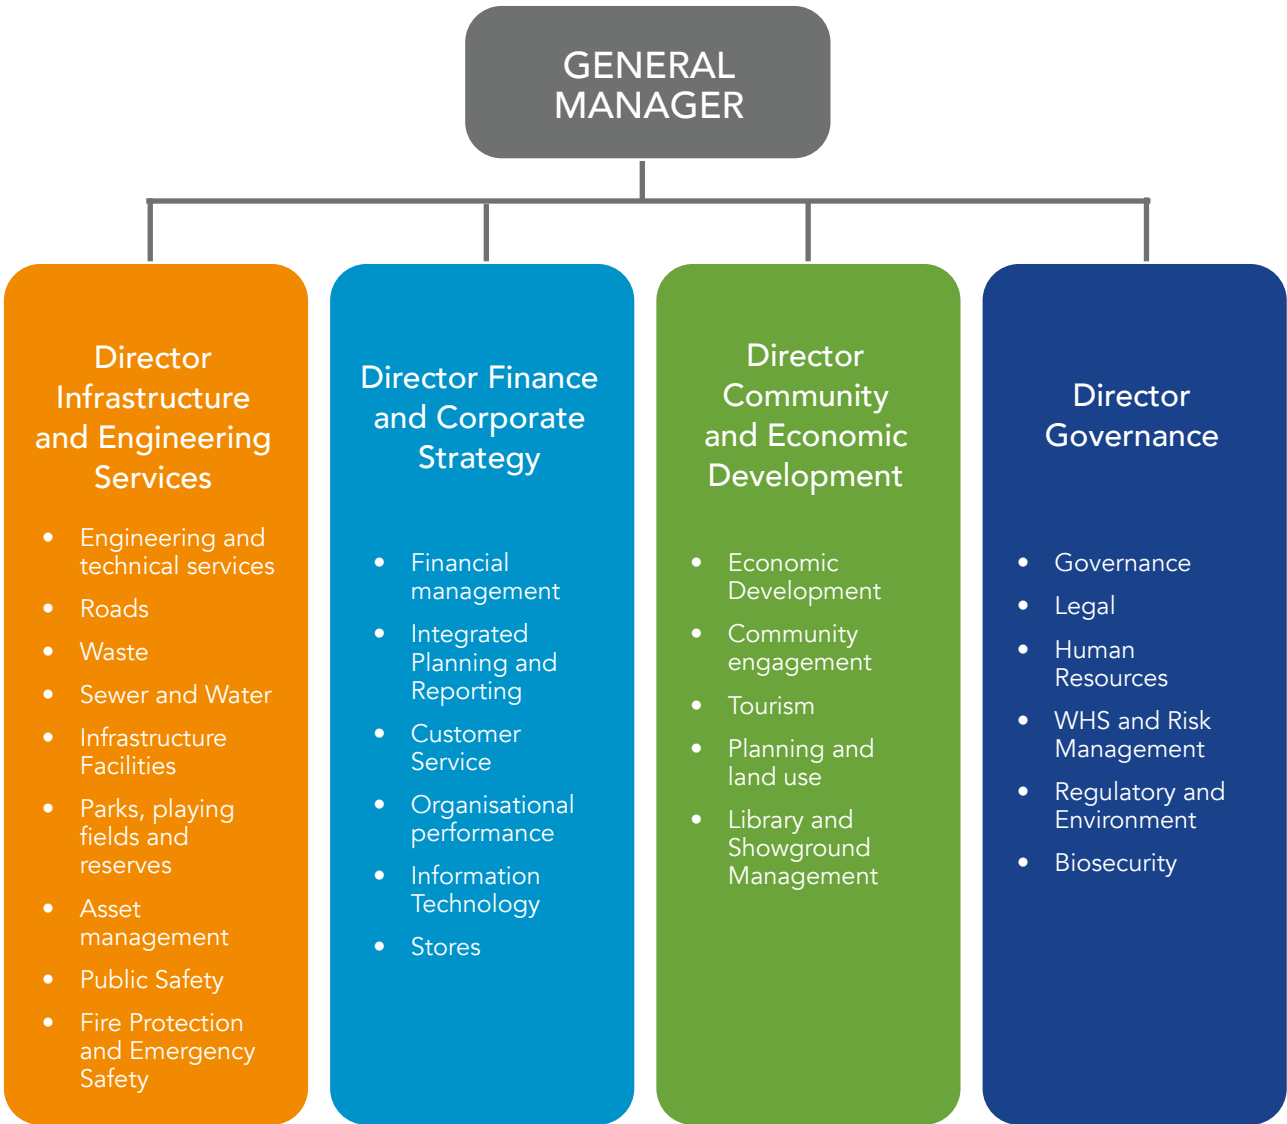 GENERAL
MANAGER
Director
Infrastructure
and Engineering
Services
• Engineering and
technical services
• Roads
• Waste
• Sewer and Water
• Infrastructure
Facilities
• Parks, playing
fields and
reserves
• Asset
management
• Public Safety
• Fire Protection
and Emergency
Safety
Director Finance
and Corporate
Strategy
• Financial
management
• Integrated
Planning and
Reporting
• Customer
Service
• Organisational
performance
• Information
Technology
• Stores
Director
Community
and Economic
Development
• Economic
Development
• Community
engagement
• Tourism
• Planning and
land use
• Library and
Showground
Management
Director
Governance
• Governance
• Legal
• Human
Resources
• WHS and Risk
Management
• Regulatory and
Environment
• Biosecurity